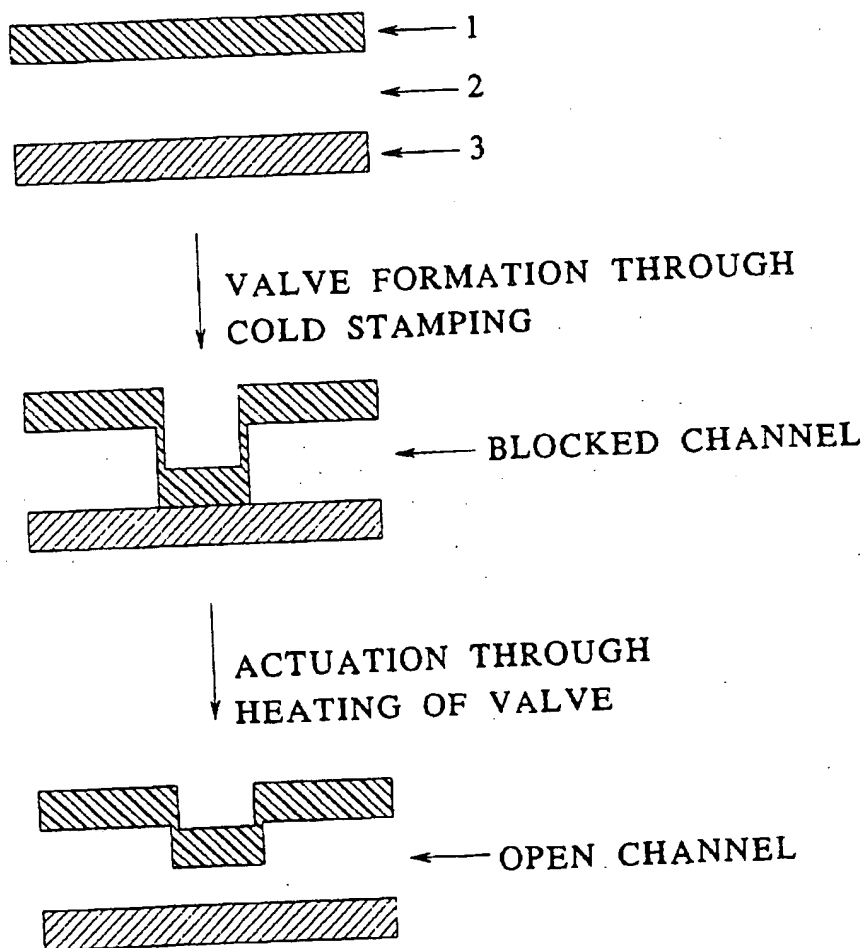 1
2
3
VALVE FORMATION THROUGH
COLD STAMPING
BLOCKED CHANNEL
ACTUATION THROUGH
HEATING OF VALVE
OPEN CHANNEL